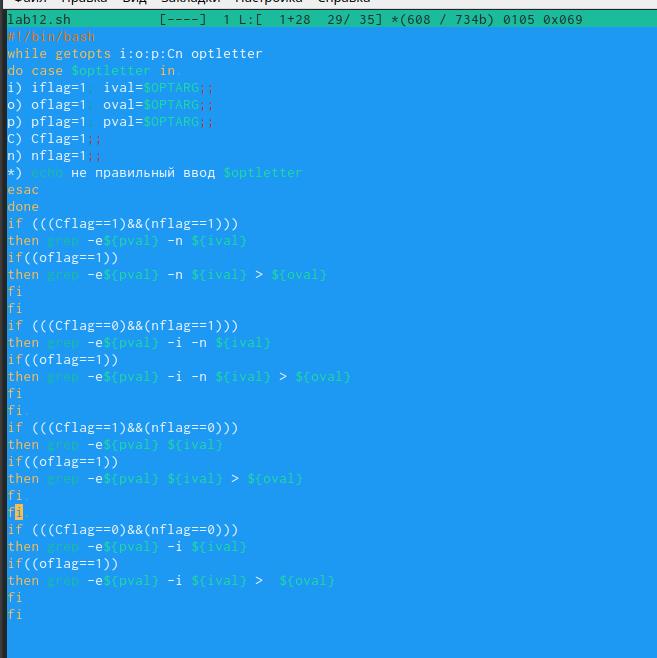 Файл Правка Вид Закладки Настройка Справка
lab12.sh [----] 1 L:[ 1+28 29/ 35] *(608 / 734b) 0105 0x069
#!/bin/bash
while getopts i:o:p:Cn optletter
do case $optletter in
i) iflag=1 ival=$OPTARG;;
o) oflag=1 oval=$OPTARG;;
p) pflag=1 pval=$OPTARG;;
C) Cflag=1;;
n) nflag=1;;
*) echo не правильный ввод $optletter
esac
done
if (((Cflag==1)&&(nflag==1)))
then grep -e${pval} -n ${ival}
if((oflag==1))
then grep -e${pval} -n ${ival} > ${oval}
fi
fi
if (((Cflag==0)&&(nflag==1)))
then grep -e${pval} -i -n ${ival}
if((oflag==1))
then grep -e${pval} -i -n ${ival} > ${oval}
fi
fi.
if (((Cflag==1)&&(nflag==0)))
then grep -e${pval} ${ival}
if((oflag==1))
then grep -e${pval} ${ival} > ${oval}
fi.
fi
if (((Cflag==0)&&(nflag==0)))
then grep -e${pval} -i ${ival}
if((oflag==1))
then grep -e${pval} -i ${ival} >  ${oval}
fi
fi